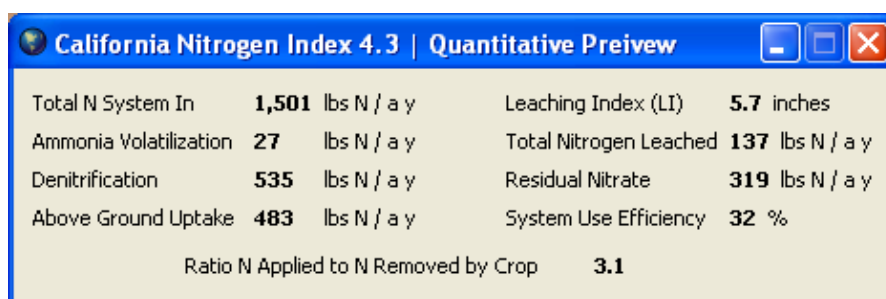 California Nitrogen Index 4.3 | Quantitative Preivew
Total N System In 1,501 lbs N / a y Leaching Index (LI) 5.7 inches
Ammonia Volatilization 27 lbs N / a y Total Nitrogen Leached 137 lbs N / a y
Denitrification 535 lbs N / a y Residual Nitrate 319 lbs N / a y
Above Ground Uptake 483 lbs N / a y System Use Efficiency 32 %
Ratio N Applied to N Removed by Crop 3.1